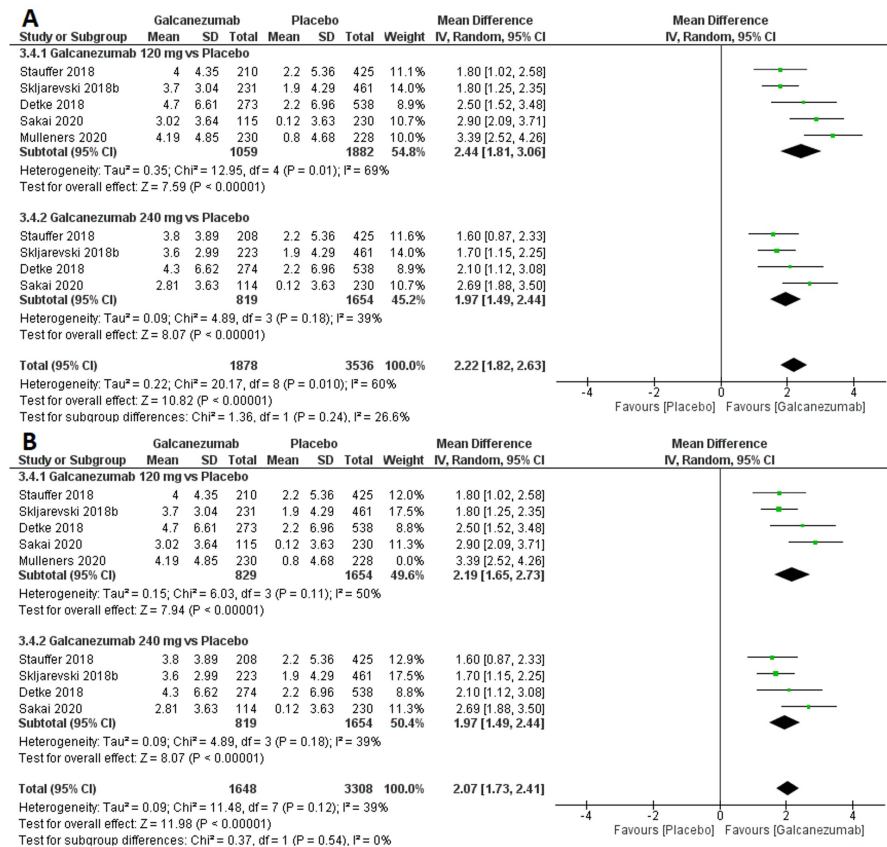 A
Galcanezumab Placebo Mean Difference Mean Difference
Study or Subgroup Mean SD Total Mean SD Total Weight IV, Random, 95% CI IV, Random, 95% CI
3.4.1 Galcanezumab 120 mg vs Placebo
Stauffer 2018 4 4.35 210 2.2 5.36 425 11.1% 1.80 [1.02, 2.58]
Skljarevski 2018b 3.7 3.04 231 1.9 4.29 461 14.0% 1.80 [1.25, 2.35]
Detke 2018 4.7 6.61 273 2.2 6.96 538 8.9% 2.50 [1.52, 3.48]
Sakai 2020 3.02 3.64 115 0.12 3.63 230 10.7% 2.90 [2.09, 3.71]
Mulleners 2020 4.19 4.85 230 0.8 4.68 228 10.0% 3.39 [2.52, 4.26]
Subtotal (95% CI) 1059 1882 54.8% 2.44 [1.81, 3.06]
Heterogeneity: Tau² = 0.35; Chi² = 12.95, df = 4 (P = 0.01); I² = 69%
Test for overall effect: Z = 7.59 (P < 0.00001)
3.4.2 Galcanezumab 240 mg vs Placebo
Stauffer 2018 3.8 3.89 208 2.2 5.36 425 11.6% 1.60 [0.87, 2.33]
Skljarevski 2018b 3.6 2.99 223 1.9 4.29 461 14.0% 1.70 [1.15, 2.25]
Detke 2018 4.3 6.62 274 2.2 6.96 538 8.9% 2.10 [1.12, 3.08]
Sakai 2020 2.81 3.63 114 0.12 3.63 230 10.7% 2.69 [1.88, 3.50]
Subtotal (95% CI) 819 1654 45.2% 1.97 [1.49, 2.44]
Heterogeneity: Tau² = 0.09; Chi² = 4.89, df = 3 (P = 0.18); I² = 39%
Test for overall effect: Z = 8.07 (P < 0.00001)
Total (95% CI) 1878 3536 100.0% 2.22 [1.82, 2.63]
Heterogeneity: Tau² = 0.22; Chi² = 20.17, df = 8 (P = 0.010); I² = 60%
Test for overall effect: Z = 10.82 (P < 0.00001)
Test for subgroup differences: Chi² = 1.36, df = 1 (P = 0.24), I² = 26.6%
-4 -2 0 2 4
Favours [Placebo] Favours [Galcanezumab]
B
Galcanezumab Placebo Mean Difference Mean Difference
Study or Subgroup Mean SD Total Mean SD Total Weight IV, Random, 95% CI IV, Random, 95% CI
3.4.1 Galcanezumab 120 mg vs Placebo
Stauffer 2018 4 4.35 210 2.2 5.36 425 12.0% 1.80 [1.02, 2.58]
Skljarevski 2018b 3.7 3.04 231 1.9 4.29 461 17.5% 1.80 [1.25, 2.35]
Detke 2018 4.7 6.61 273 2.2 6.96 538 8.8% 2.50 [1.52, 3.48]
Sakai 2020 3.02 3.64 115 0.12 3.63 230 11.3% 2.90 [2.09, 3.71]
Mulleners 2020 4.19 4.85 230 0.8 4.68 228 0.0% 3.39 [2.52, 4.26]
Subtotal (95% CI) 829 1654 49.6% 2.19 [1.65, 2.73]
Heterogeneity: Tau² = 0.15; Chi² = 6.03, df = 3 (P = 0.11); I² = 50%
Test for overall effect: Z = 7.94 (P < 0.00001)
3.4.2 Galcanezumab 240 mg vs Placebo
Stauffer 2018 3.8 3.89 208 2.2 5.36 425 12.9% 1.60 [0.87, 2.33]
Skljarevski 2018b 3.6 2.99 223 1.9 4.29 461 17.5% 1.70 [1.15, 2.25]
Detke 2018 4.3 6.62 274 2.2 6.96 538 8.8% 2.10 [1.12, 3.08]
Sakai 2020 2.81 3.63 114 0.12 3.63 230 11.3% 2.69 [1.88, 3.50]
Subtotal (95% CI) 819 1654 50.4% 1.97 [1.49, 2.44]
Heterogeneity: Tau² = 0.09; Chi² = 4.89, df = 3 (P = 0.18); I² = 39%
Test for overall effect: Z = 8.07 (P < 0.00001)
Total (95% CI) 1648 3308 100.0% 2.07 [1.73, 2.41]
Heterogeneity: Tau² = 0.09; Chi² = 11.48, df = 7 (P = 0.12); I² = 39%
Test for overall effect: Z = 11.98 (P < 0.00001)
Test for subgroup differences: Chi² = 0.37, df = 1 (P = 0.54), I² = 0%
-4 -2 0 2 4
Favours [Placebo] Favours [Galcanezumab]